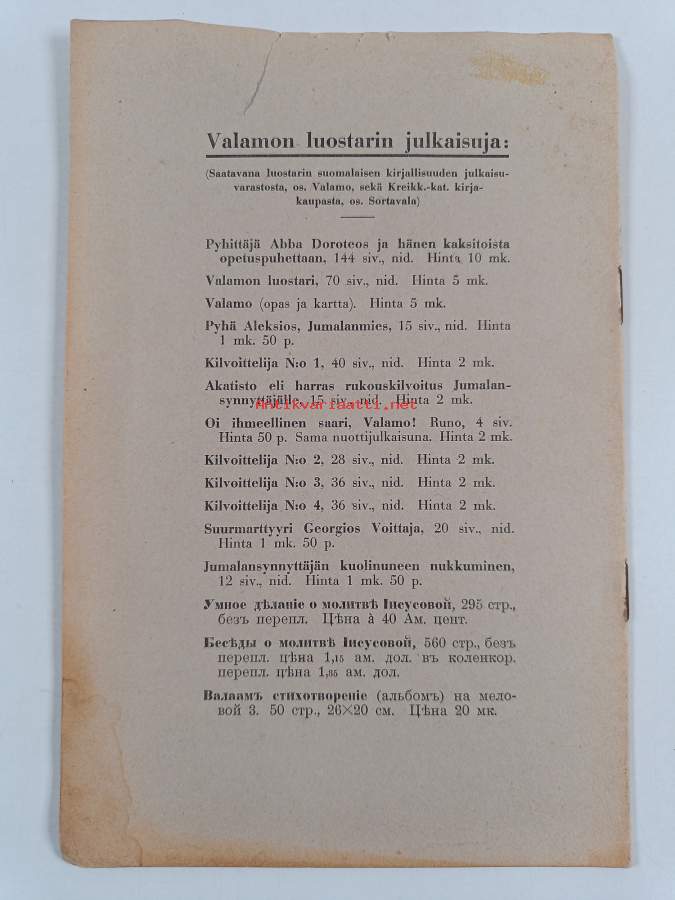 Valamon luostarin julkaisuja:
(Saatavana luostarin suomalaisen kirjallisuuden julkaisu-
varastosta, os. Valamo, sekä Kreikk.-kat. kirja-
kaupasta, os. Sortavala)
Pyhittäjä Abba Doroteos ja hänen kaksitoista
opetuspuhettaan, 144 siv., nid. Hinta 10 mk.
Valamon luostari, 70 siv., nid. Hinta 5 mk.
Valamo (opas ja kartta). Hinta 5 mk.
Pyhä Aleksios, Jumalanmies, 15 siv., nid. Hinta
1 mk. 50 p.
Kilvoittelija N:o 1, 40 siv., nid. Hinta 2 mk.
Akatisto eli harras rukouskilvoitus Jumalan-
synnyttäjälle, 15 siv., nid. Hinta 2 mk.
Antikvariaatti.net
Oi ihmeellinen saari, Valamo! Runo, 4 siv.
Hinta 50 p. Sama nuottijulkaisuna. Hinta 2 mk.
Kilvoittelija N:o 2, 28 siv., nid. Hinta 2 mk.
Kilvoittelija N:o 3, 36 siv., nid. Hinta 2 mk.
Kilvoittelija N:o 4, 36 siv., nid. Hinta 2 mk.
Suurmarttyyri Georgios Voittaja, 20 siv., nid.
Hinta 1 mk. 50 p.
Jumalansynnyttäjän kuolinuneen nukkuminen,
12 siv., nid. Hinta 1 mk. 50 p.
Умное дѣланіе о молитвѣ Іисусовой, 295 стр.,
безъ перепл. Цѣна à 40 Ам. цент.
Бесѣды о молитвѣ Іисусовой, 560 стр., безъ
перепл. цѣна 1,15 ам. дол. въ коленкор.
перепл. цѣна 1,85 ам. дол.
Валаамъ стихотвореніе (альбомъ) на мело-
вой 3. 50 стр., 26×20 см. Цѣна 20 мк.